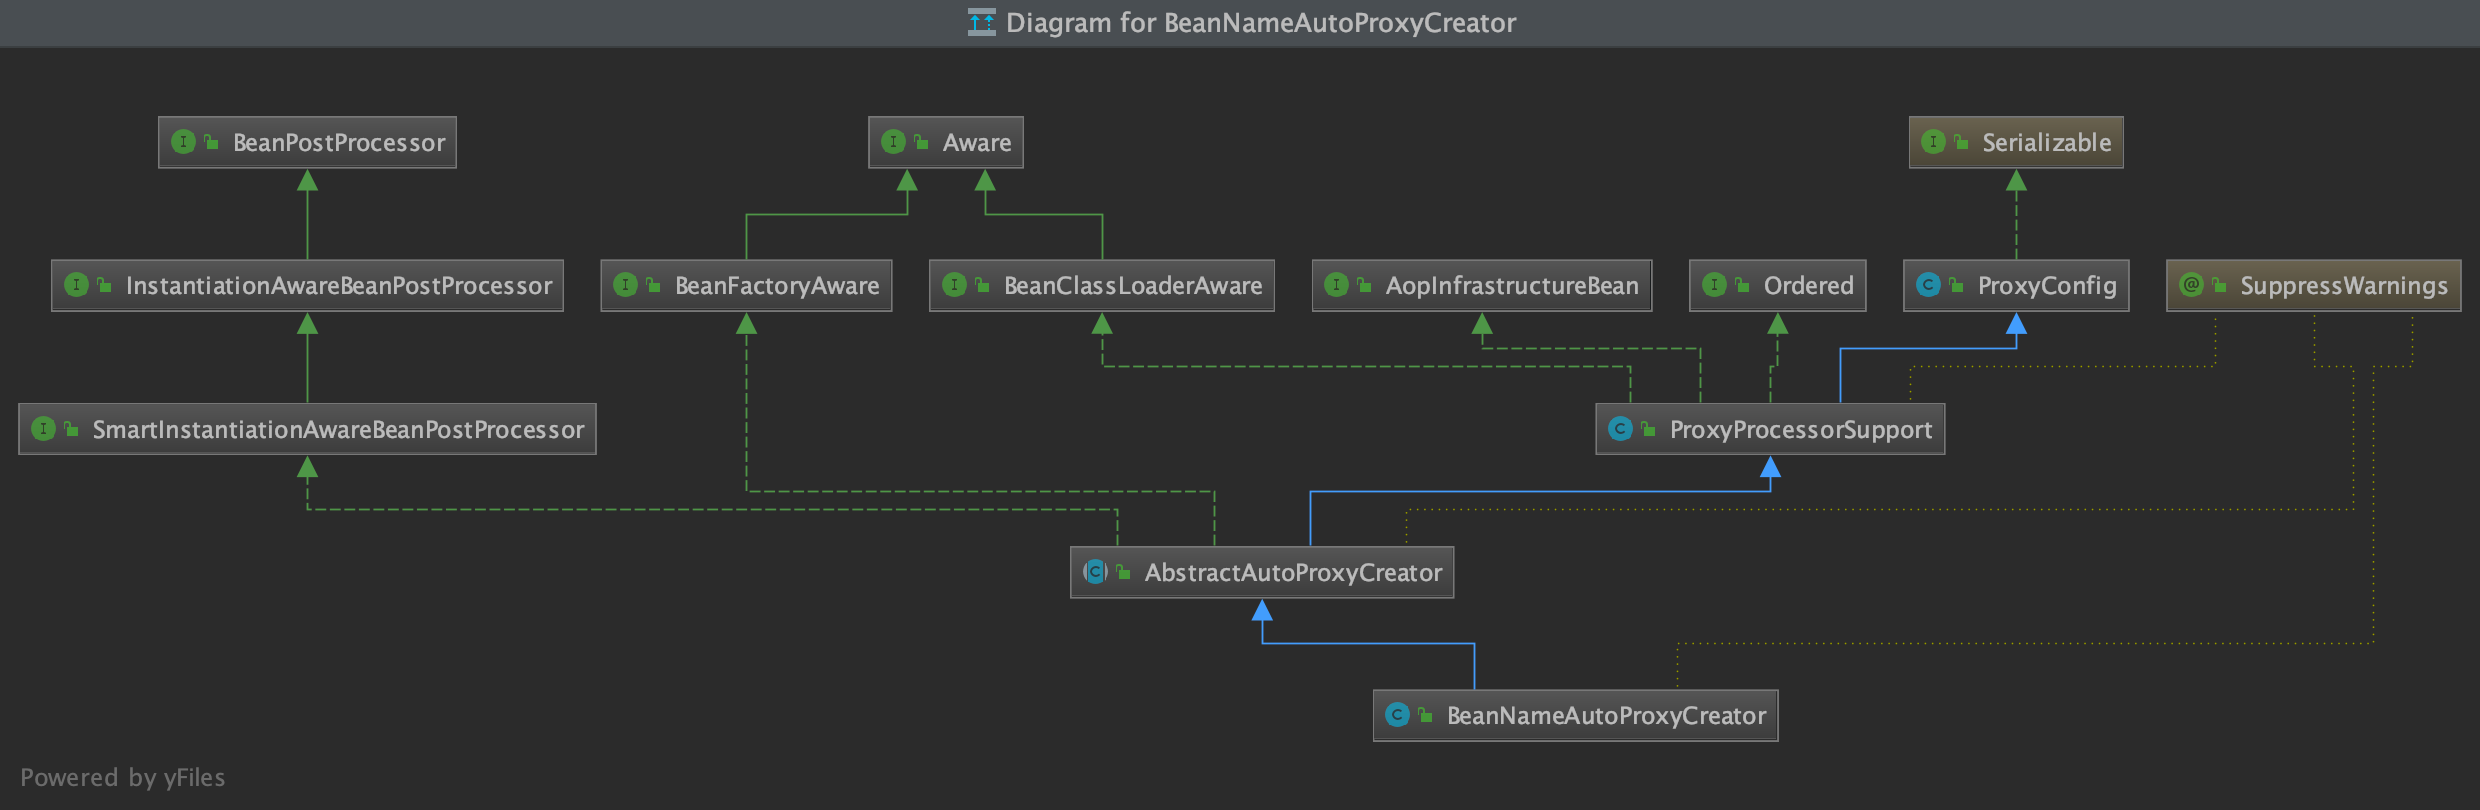 Diagram for BeanNameAutoProxyCreator
BeanPostProcessor
Aware
Serializable
InstantiationAwareBeanPostProcessor
BeanFactoryAware
BeanClassLoaderAware
AopInfrastructureBean
Ordered
ProxyConfig
SuppressWarnings
SmartInstantiationAwareBeanPostProcessor
ProxyProcessorSupport
AbstractAutoProxyCreator
BeanNameAutoProxyCreator
Powered by yFiles